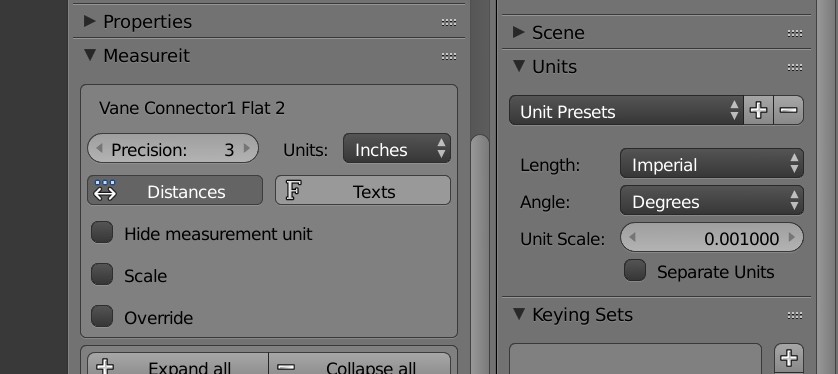 Properties
Measureit
Vane Connector1 Flat 2
Precision: 3 Units: Inches
Distances F Texts
Hide measurement unit
Scale
Override
Expand all Collapse all
Scene
Units
Unit Presets
Length: Imperial
Angle: Degrees
Unit Scale: 0.001000
Separate Units
Keying Sets